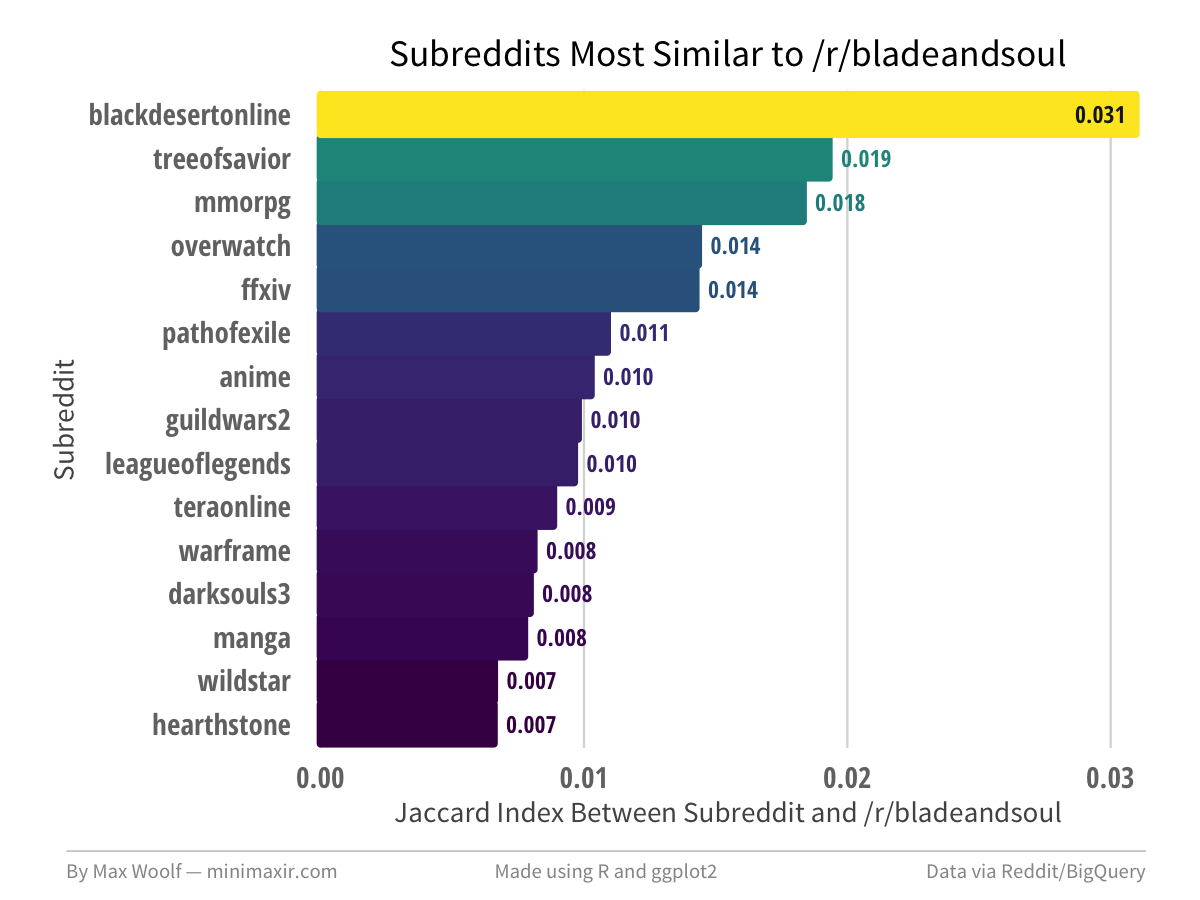 Subreddits Most Similar to /r/bladeandsoul
blackdesertonline 0.031
treeofsavior 0.019
mmorpg 0.018
overwatch 0.014
ffxiv 0.014
pathofexile 0.011
anime 0.010
guildwars2 0.010
leagueoflegends 0.010
teraonline 0.009
warframe 0.008
darksouls3 0.008
manga 0.008
wildstar 0.007
hearthstone 0.007
Subreddit
0.00 0.01 0.02 0.03
Jaccard Index Between Subreddit and /r/bladeandsoul
By Max Woolf — minimaxir.com Made using R and ggplot2 Data via Reddit/BigQuery